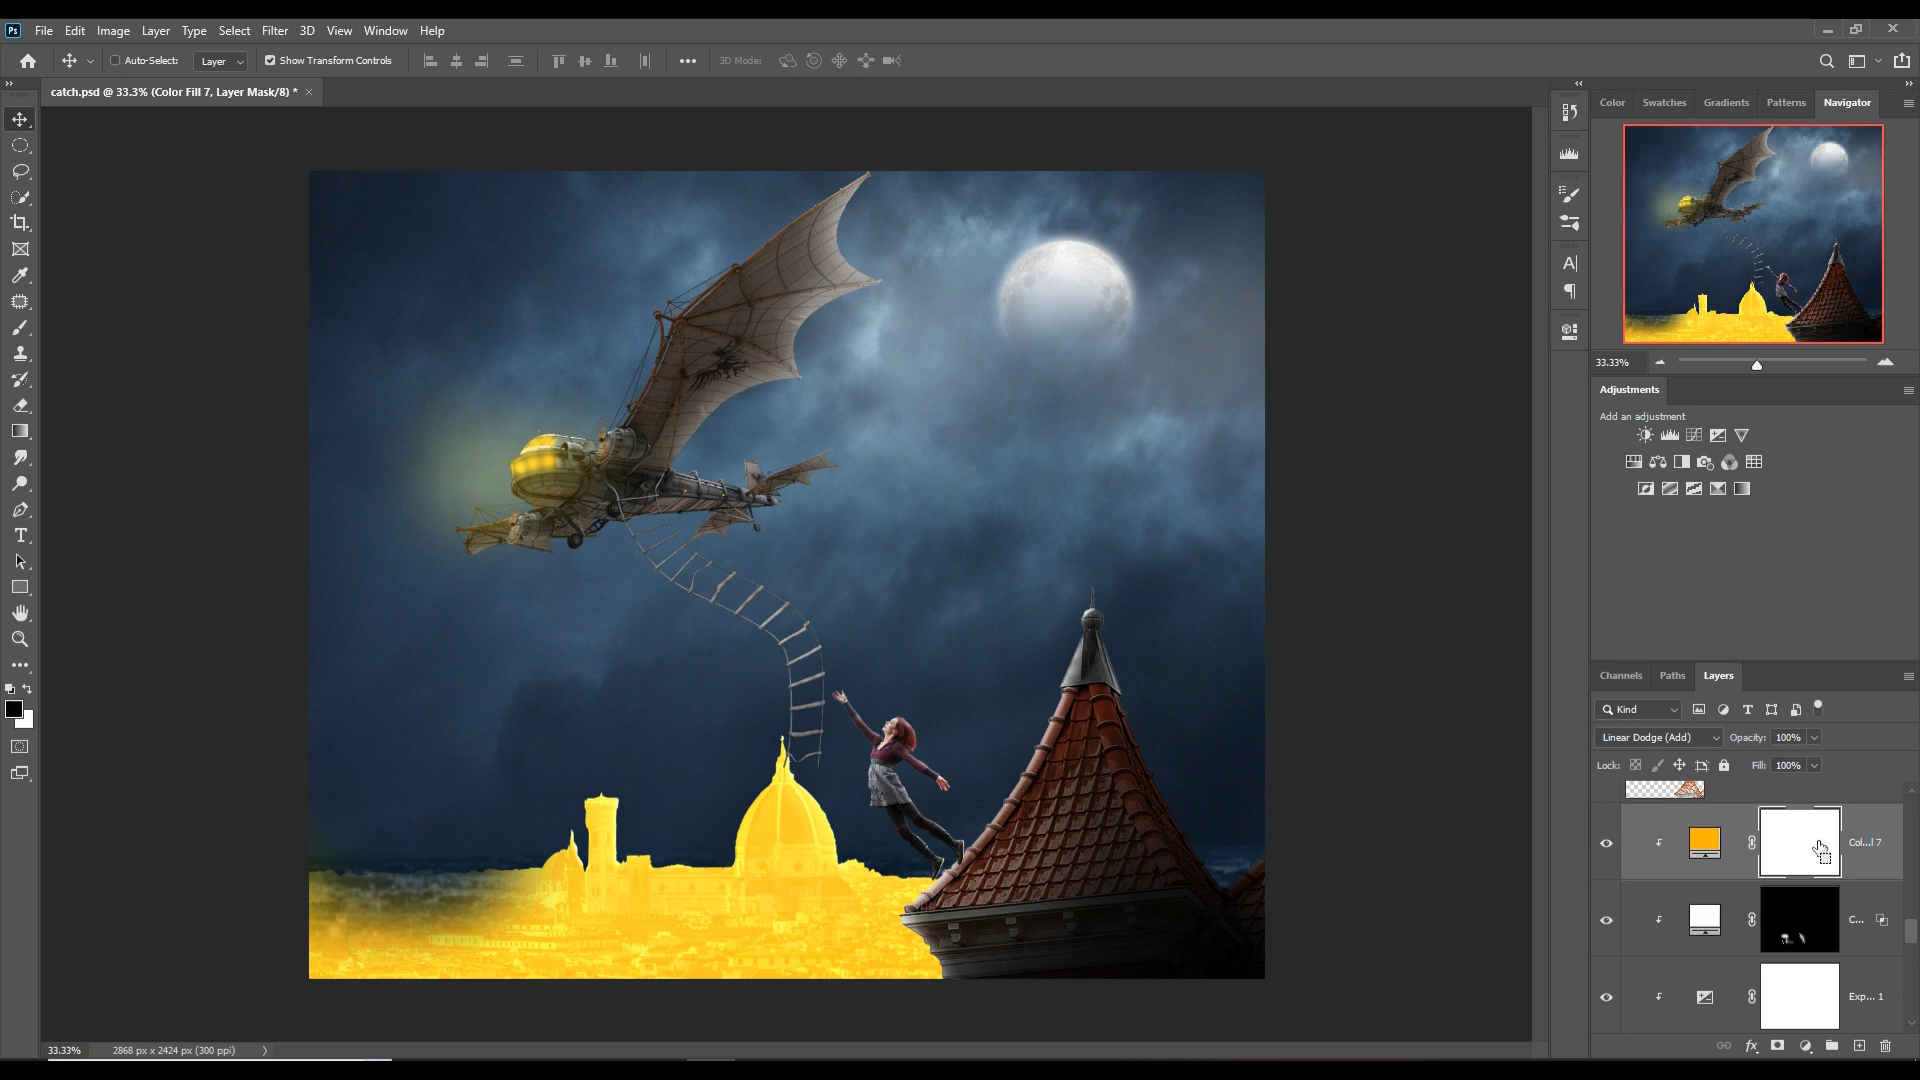 Ps File Edit Image Layer Type Select Filter 3D View Window Help
Auto-Select: Layer Show Transform Controls 3D Mode:
catch.psd @ 33.3% (Color Fill 7, Layer Mask/8) * ×
Color Swatches Gradients Patterns Navigator
33.33%
Adjustments
Add an adjustment
Channels Paths Layers
Kind
Linear Dodge (Add) Opacity: 100%
Lock: Fill: 100%
Col...l 7
C...
Exp... 1
33.33% 2868 px x 2424 px (300 ppi)